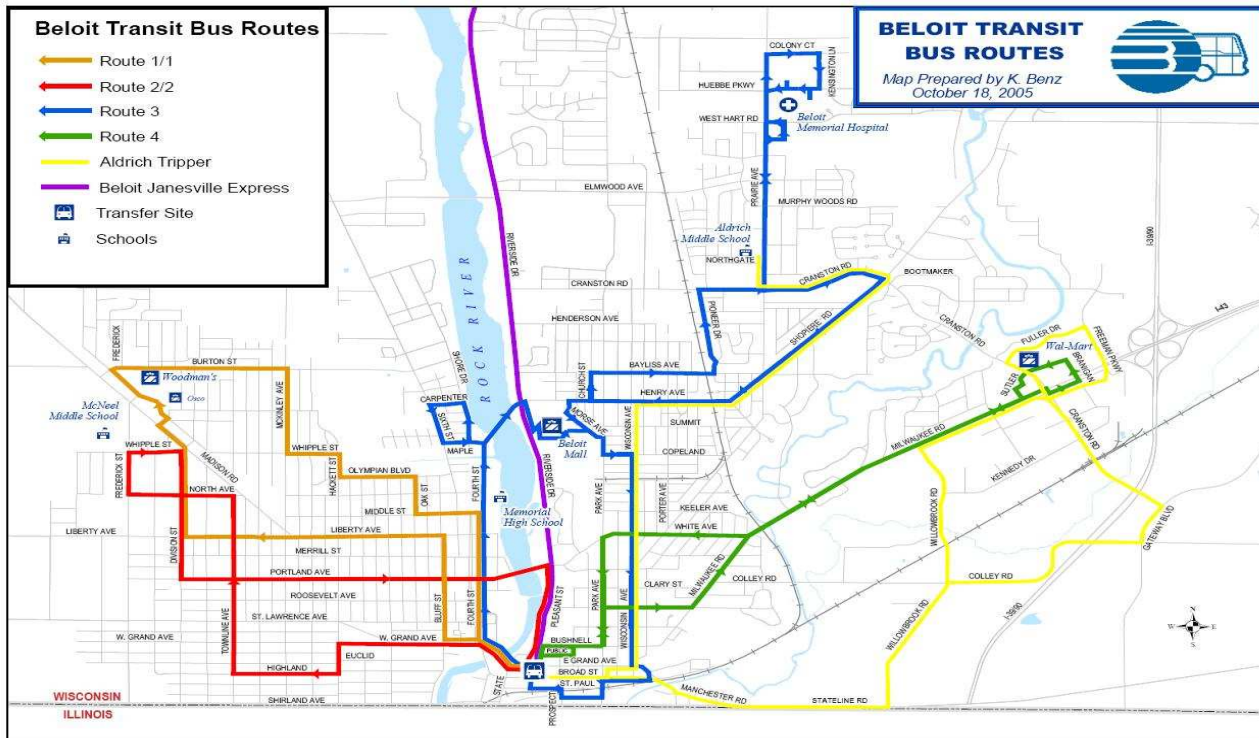 Beloit Transit Bus Routes
Route 1/1
Route 2/2
Route 3
Route 4
Aldrich Tripper
Beloit Janesville Express
Transfer Site
Schools
BELOIT TRANSIT
BUS ROUTES
Map Prepared by K. Benz
October 18, 2005
COLONY CT
HUEBBE PKWY
KENSINGTON LN
Beloit
Memorial Hospital
WEST HART RD
ELMWOOD AVE
PRAIRIE AVE
MURPHY WOODS RD
Aldrich
Middle School
NORTHGATE
RIVERSIDE DR
ROCK RIVER
CRANSTON RD
CRANSTON RD
BOOTMAKER
I-39/90
I-43
HENDERSON AVE
PIONEER DR
SHOPIERE RD
CRANSTON RD
FULLER DR
FREEMAN PKWY
Wal-Mart
BRANIGAN
SUTLER
FREDERICK
BURTON ST
SHORE DR
Woodman's
Osco
MCKINLEY AVE
McNeel
Middle School
CARPENTER
SIXTH ST
MAPLE
CHURCH ST
BAYLISS AVE
HENRY AVE
MORSE AVE
Beloit
Mall
WISCONSIN AVE
SUMMIT
COPELAND
MILWAUKEE RD
CRANSTON RD
KENNEDY DR
WHIPPLE ST
MADISON RD
WHIPPLE ST
FREDERICK ST
NORTH AVE
HACKETT ST
OLYMPIAN BLVD
OAK ST
FOURTH ST
RIVERSIDE DR
PARK AVE
PORTER AVE
KEELER AVE
WHITE AVE
WILLOWBROOK RD
GATEWAY BLVD
MIDDLE ST
Memorial
High School
LIBERTY AVE
DIVISION ST
LIBERTY AVE
MERRILL ST
PORTLAND AVE
ROOSEVELT AVE
ST. LAWRENCE AVE
BLUFF ST
FOURTH ST
PLEASANT ST
PARK AVE
CLARY ST
MILWAUKEE RD
COLLEY RD
COLLEY RD
I-39/90
W. GRAND AVE
TOWNLINE AVE
W. GRAND AVE
EUCLID
HIGHLAND
BUSHNELL
PUBLIC
E GRAND AVE
WISCONSIN AVE
BROAD ST
ST. PAUL
STATE
PROSPECT
WILLOWBROOK RD
MANCHESTER RD
STATELINE RD
N
W
E
S
WISCONSIN
ILLINOIS
SHIRLAND AVE